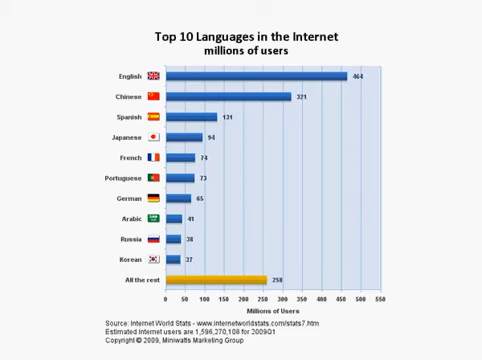 Top 10 Languages in the Internet
millions of users
English 464
Chinese 321
Spanish 131
Japanese 94
French 74
Portuguese 73
German 65
Arabic 41
Russia 38
Korean 37
All the rest 258
0 50 100 150 200 250 300 350 400 450 500 550
Millions of Users
Source: Internet World Stats - www.internetworldstats.com/stats7.htm
Estimated Internet users are 1,596,270,108 for 2009Q1
Copyright © 2009, Miniwatts Marketing Group